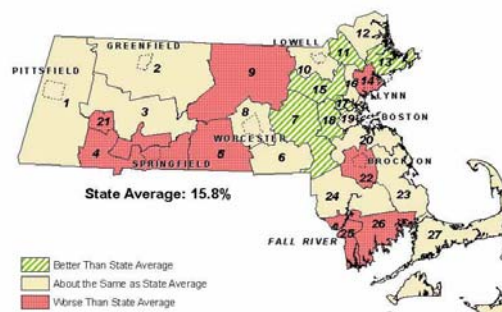 12
GREENFIELD
LOWELL
11
2
13
PITTSFIELD
9
10
14
16
1
15
LYNN
3
8
7
17
21
18
19
BOSTON
WORCESTER
4
5
6
20
SPRINGFIELD
BROCKTON
22
State Average: 15.8%
24
23
26
25
FALL RIVER
27
Better Than State Average
About the Same as State Average
Worse Than State Average